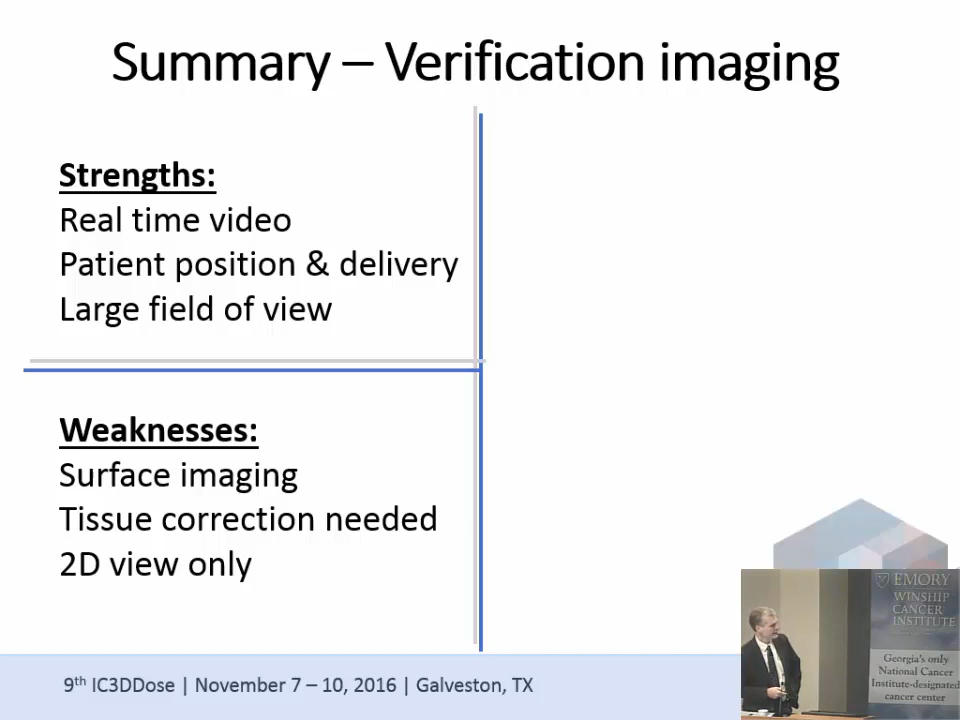 Summary – Verification imaging
Strengths:
Real time video
Patient position & delivery
Large field of view
Weaknesses:
Surface imaging
Tissue correction needed
2D view only
9th IC3DDose | November 7 – 10, 2016 | Galveston, TX
EMORY
WINSHIP
CANCER
INSTITUTE
Georgia's only
National Cancer
Institute-designated
cancer center